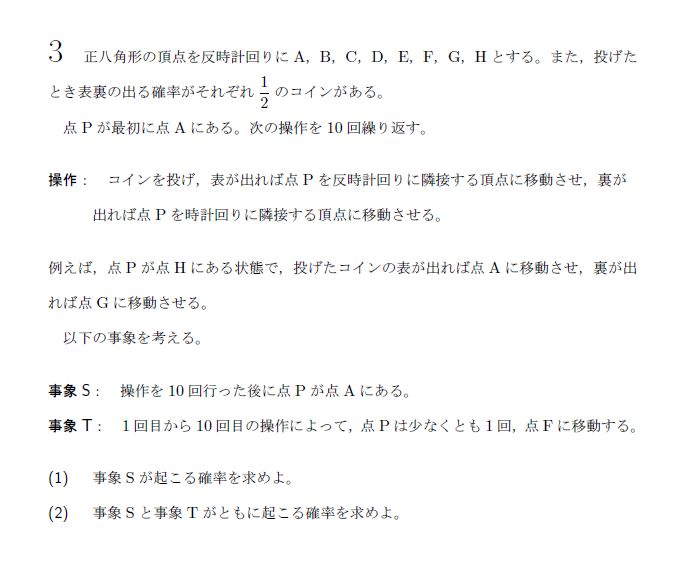 3 正八角形の頂点を反時計回りに A，B，C，D，E，F，G，H とする。また，投げた
とき表裏の出る確率がそれぞれ 1/2 のコインがある。
点 P が最初に点 A にある。次の操作を 10 回繰り返す。
操作： コインを投げ，表が出れば点 P を反時計回りに隣接する頂点に移動させ，裏が
出れば点 P を時計回りに隣接する頂点に移動させる。
例えば，点 P が点 H にある状態で，投げたコインの表が出れば点 A に移動させ，裏が出
れば点 G に移動させる。
以下の事象を考える。
事象 S： 操作を 10 回行った後に点 P が点 A にある。
事象 T： 1 回目から 10 回目の操作によって，点 P は少なくとも 1 回，点 F に移動する。
(1) 事象 S が起こる確率を求めよ。
(2) 事象 S と事象 T がともに起こる確率を求めよ。